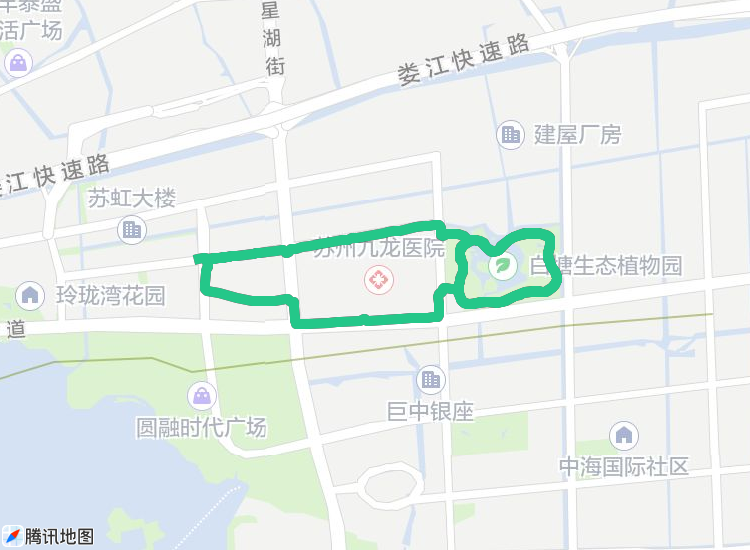 活广场
星湖街
娄江快速路
建屋厂房
江快速路
苏虹大楼
苏州九龙医院
白塘生态植物园
玲珑湾花园
道
圆融时代广场
巨中银座
中海国际社区
腾讯地图